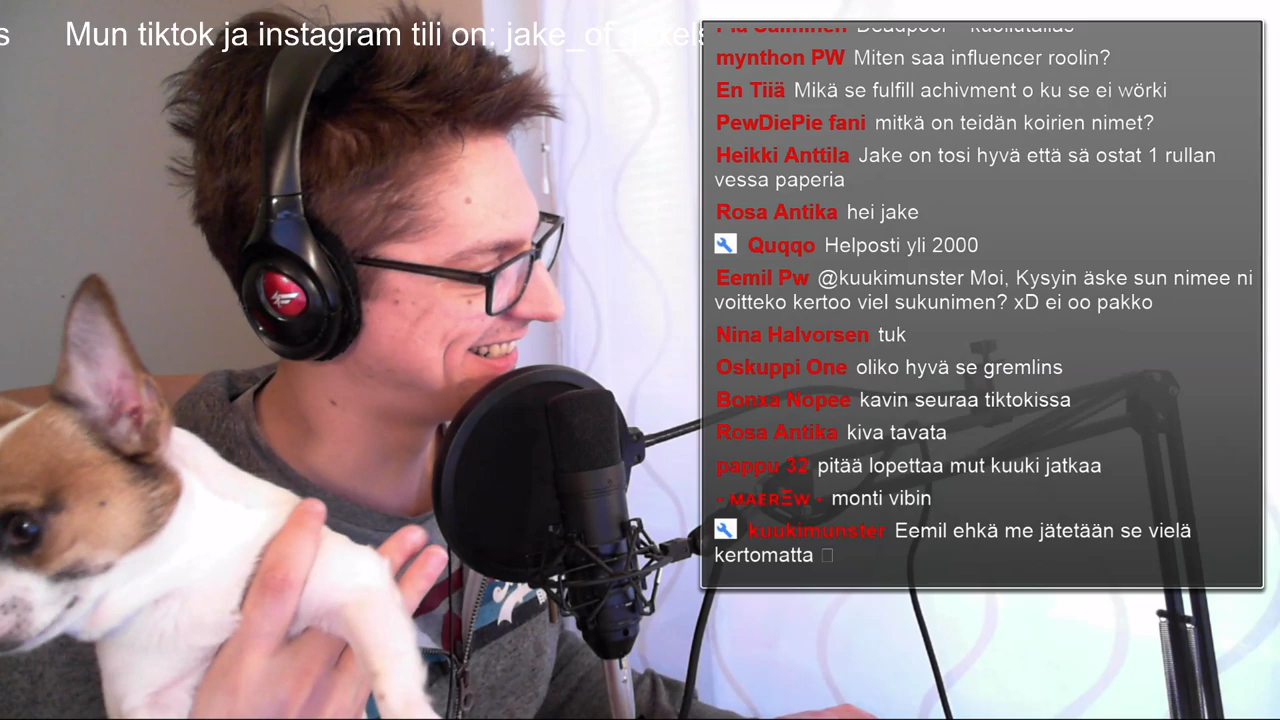 s Mun tiktok ja instagram tili on: jake_of_pixels
mynthon PW Miten saa influencer roolin?
En Tiiä Mikä se fulfill achivment o ku se ei wörki
PewDiePie fani mitkä on teidän koirien nimet?
Heikki Anttila Jake on tosi hyvä että sä ostat 1 rullan
vessa paperia
Rosa Antika hei jake
Quqqo Helposti yli 2000
Eemil Pw @kuukimunster Moi, Kysyin äske sun nimee ni
voitteko kertoo viel sukunimen? xD ei oo pakko
Nina Halvorsen tuk
Oskuppi One oliko hyvä se gremlins
Bonxa Nopee kavin seuraa tiktokissa
Rosa Antika kiva tavata
pappu 32 pitää lopettaa mut kuuki jatkaa
- ᴍᴀᴇʀΞᴡ - monti vibin
kuukimunster Eemil ehkä me jätetään se vielä
kertomatta